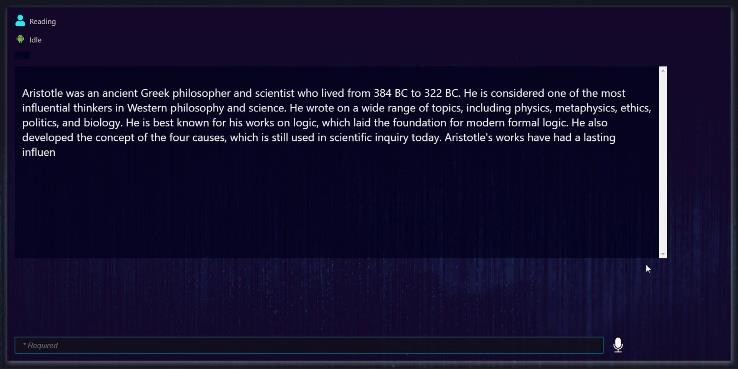 Reading
Idle
Aristotle was an ancient Greek philosopher and scientist who lived from 384 BC to 322 BC. He is considered one of the most
influential thinkers in Western philosophy and science. He wrote on a wide range of topics, including physics, metaphysics, ethics,
politics, and biology. He is best known for his works on logic, which laid the foundation for modern formal logic. He also
developed the concept of the four causes, which is still used in scientific inquiry today. Aristotle's works have had a lasting
influen
* Required